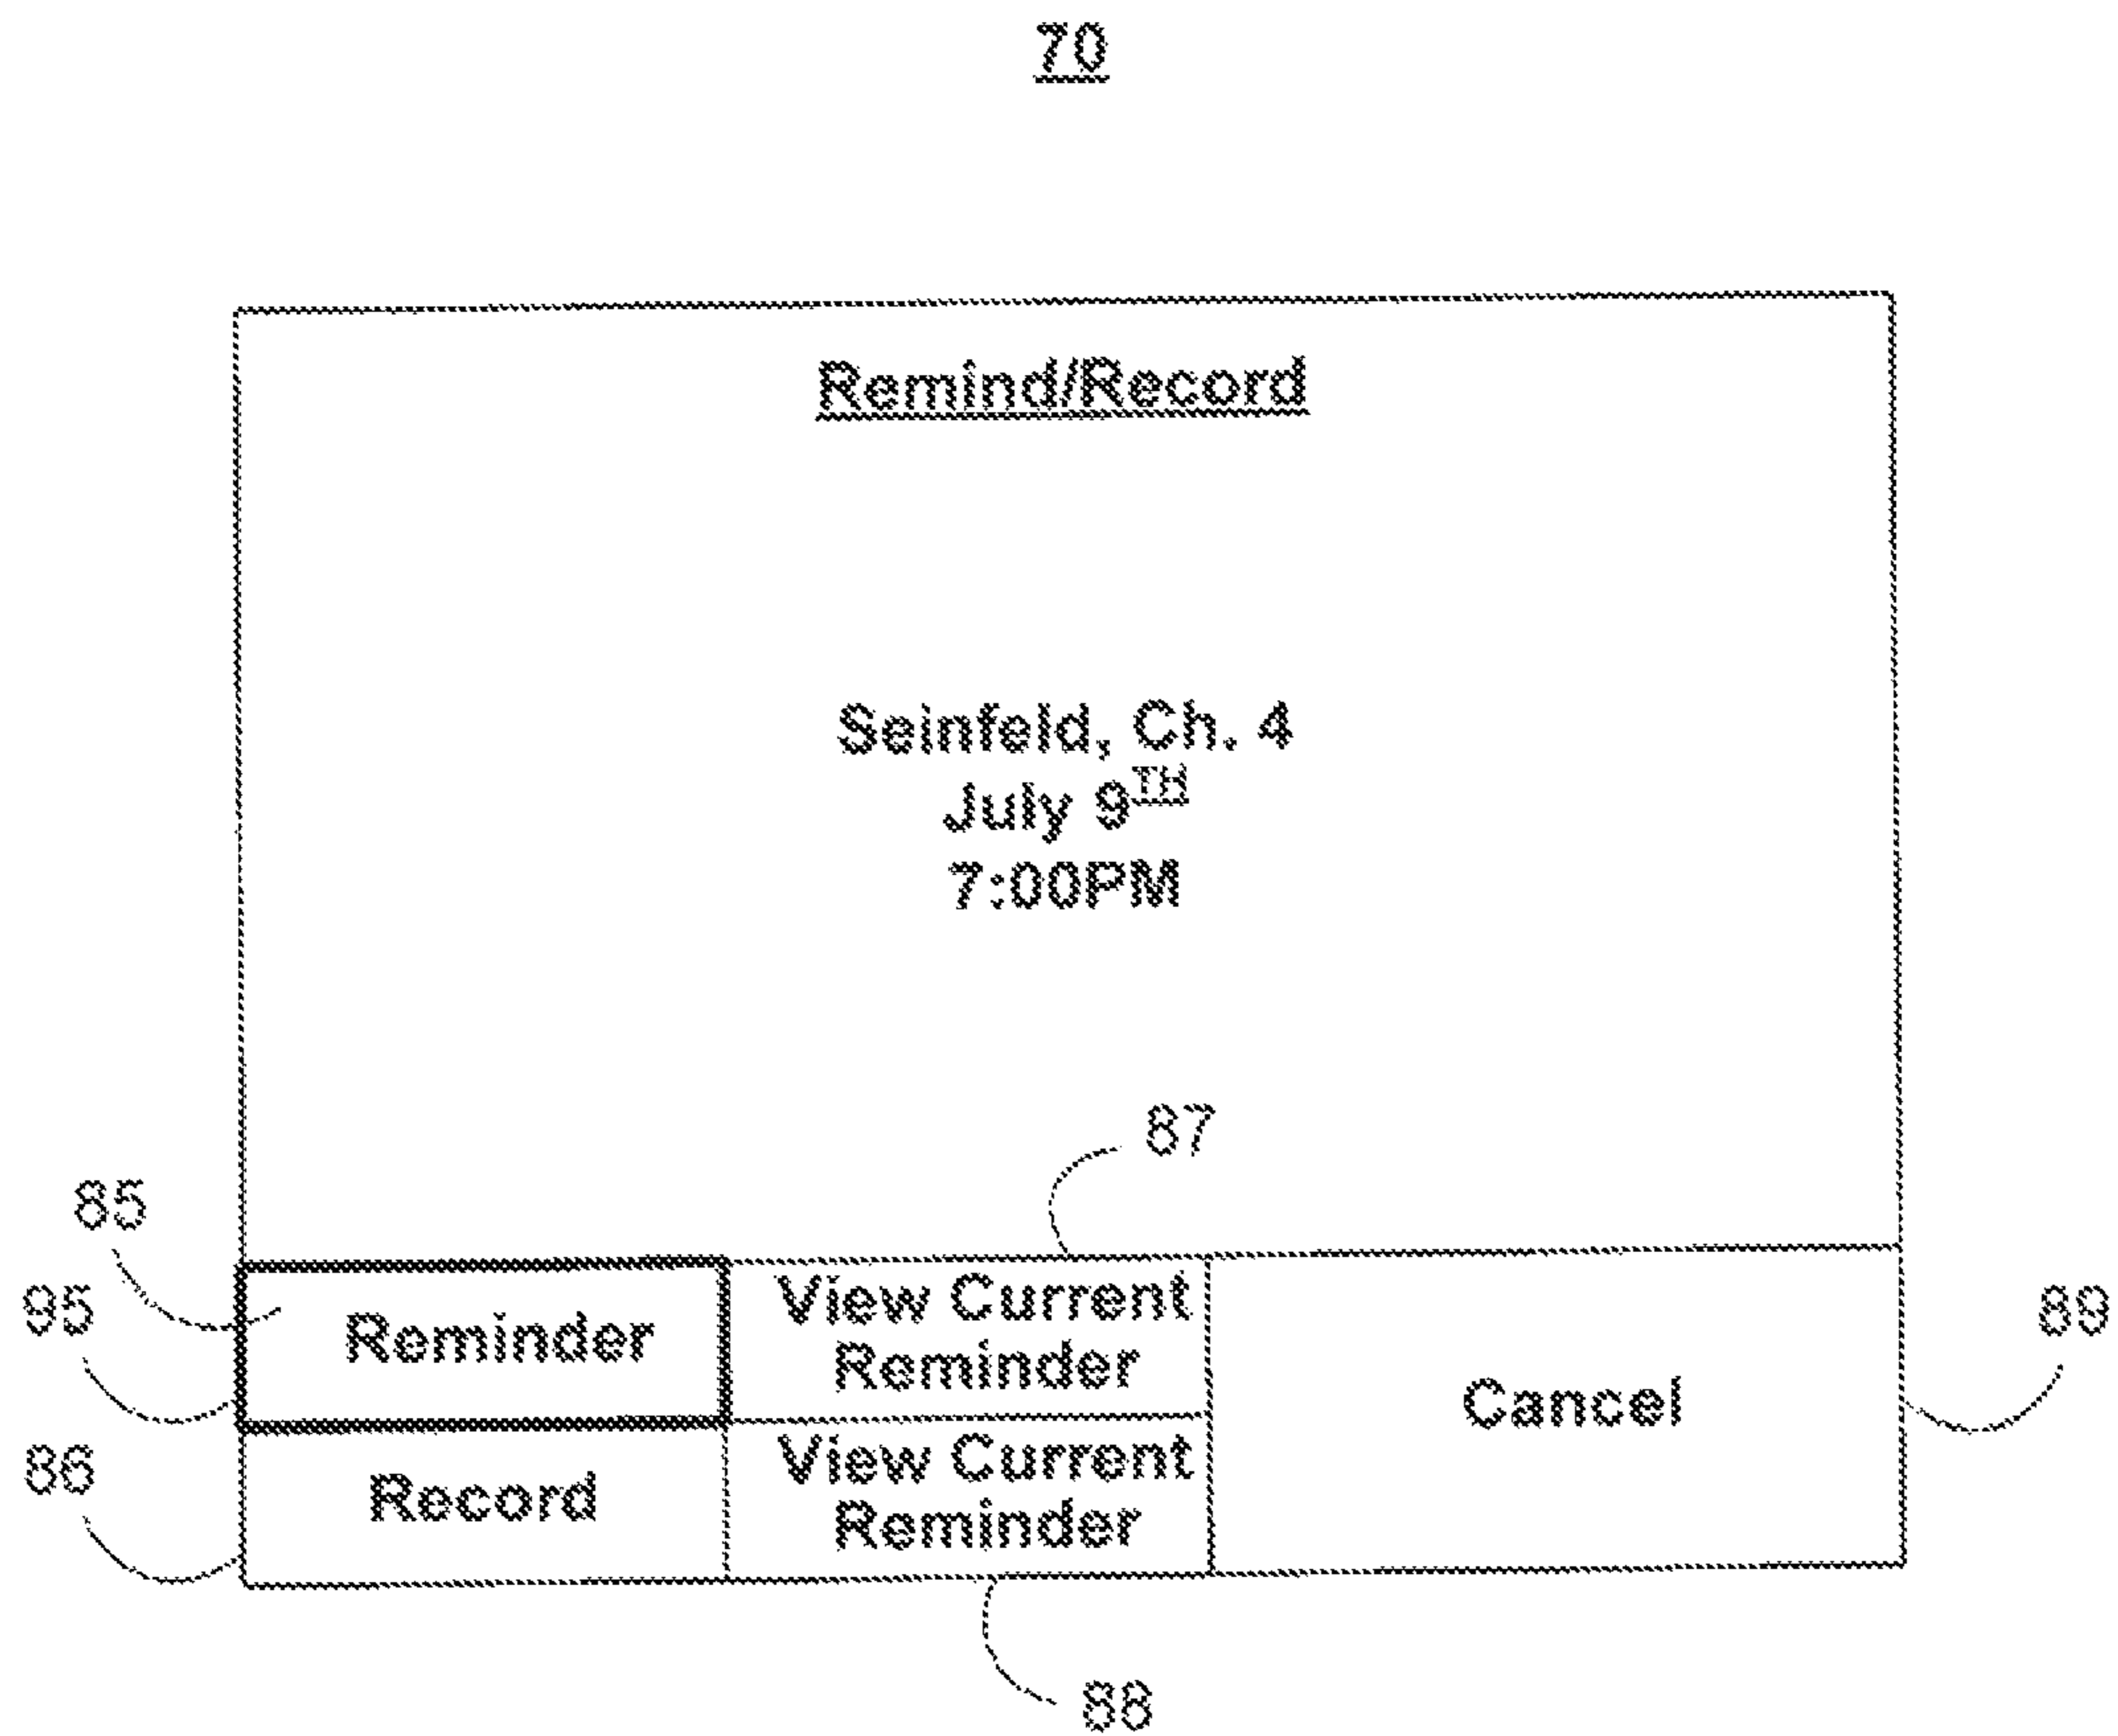 70
Remind/Record
Seinfeld, Ch. 4
July 9TH
7:00PM
87
85
95
86
89
Reminder
View Current
Reminder
Cancel
Record
View Current
Reminder
88